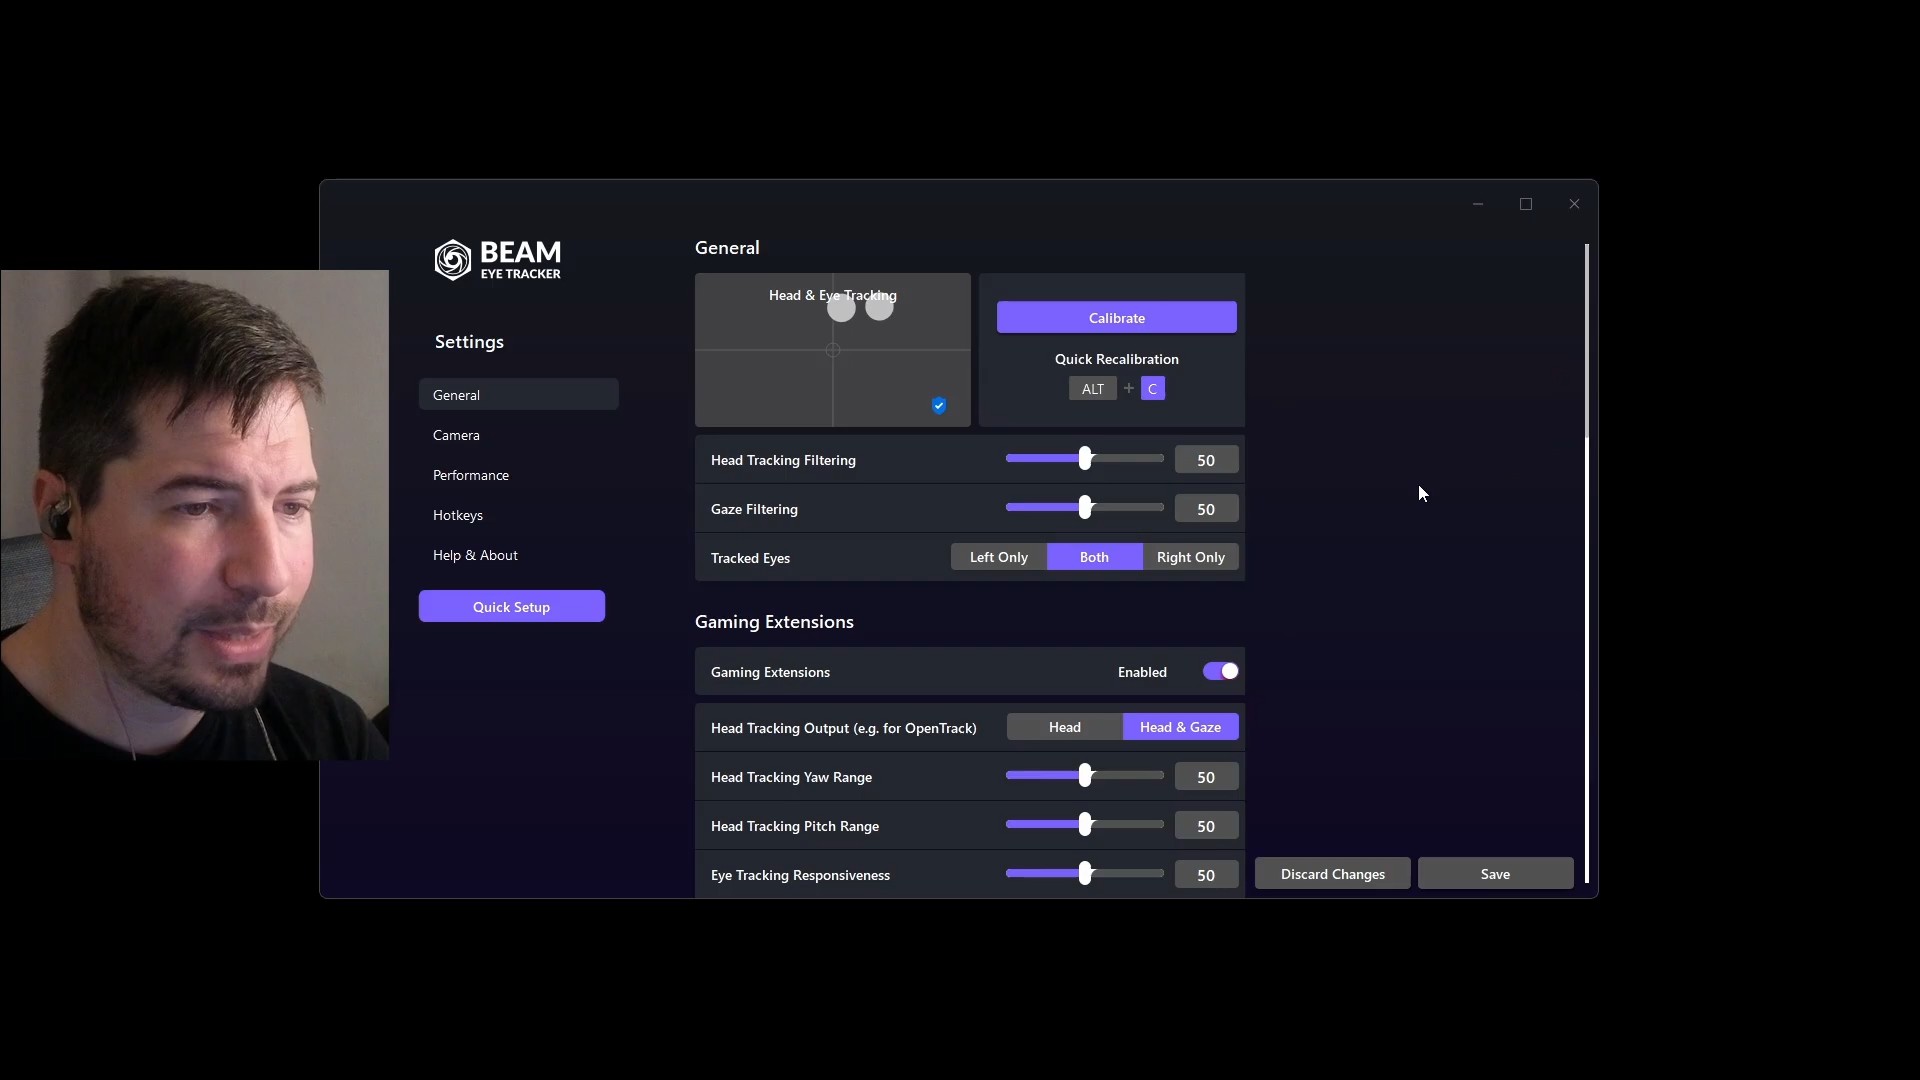 BEAM
EYE TRACKER
Settings
General
Camera
Performance
Hotkeys
Help & About
Quick Setup
General
Head & Eye Tracking
Calibrate
Quick Recalibration
ALT + C
Head Tracking Filtering 50
Gaze Filtering 50
Tracked Eyes Left Only Both Right Only
Gaming Extensions
Gaming Extensions Enabled
Head Tracking Output (e.g. for OpenTrack) Head Head & Gaze
Head Tracking Yaw Range 50
Head Tracking Pitch Range 50
Eye Tracking Responsiveness 50
Discard Changes Save